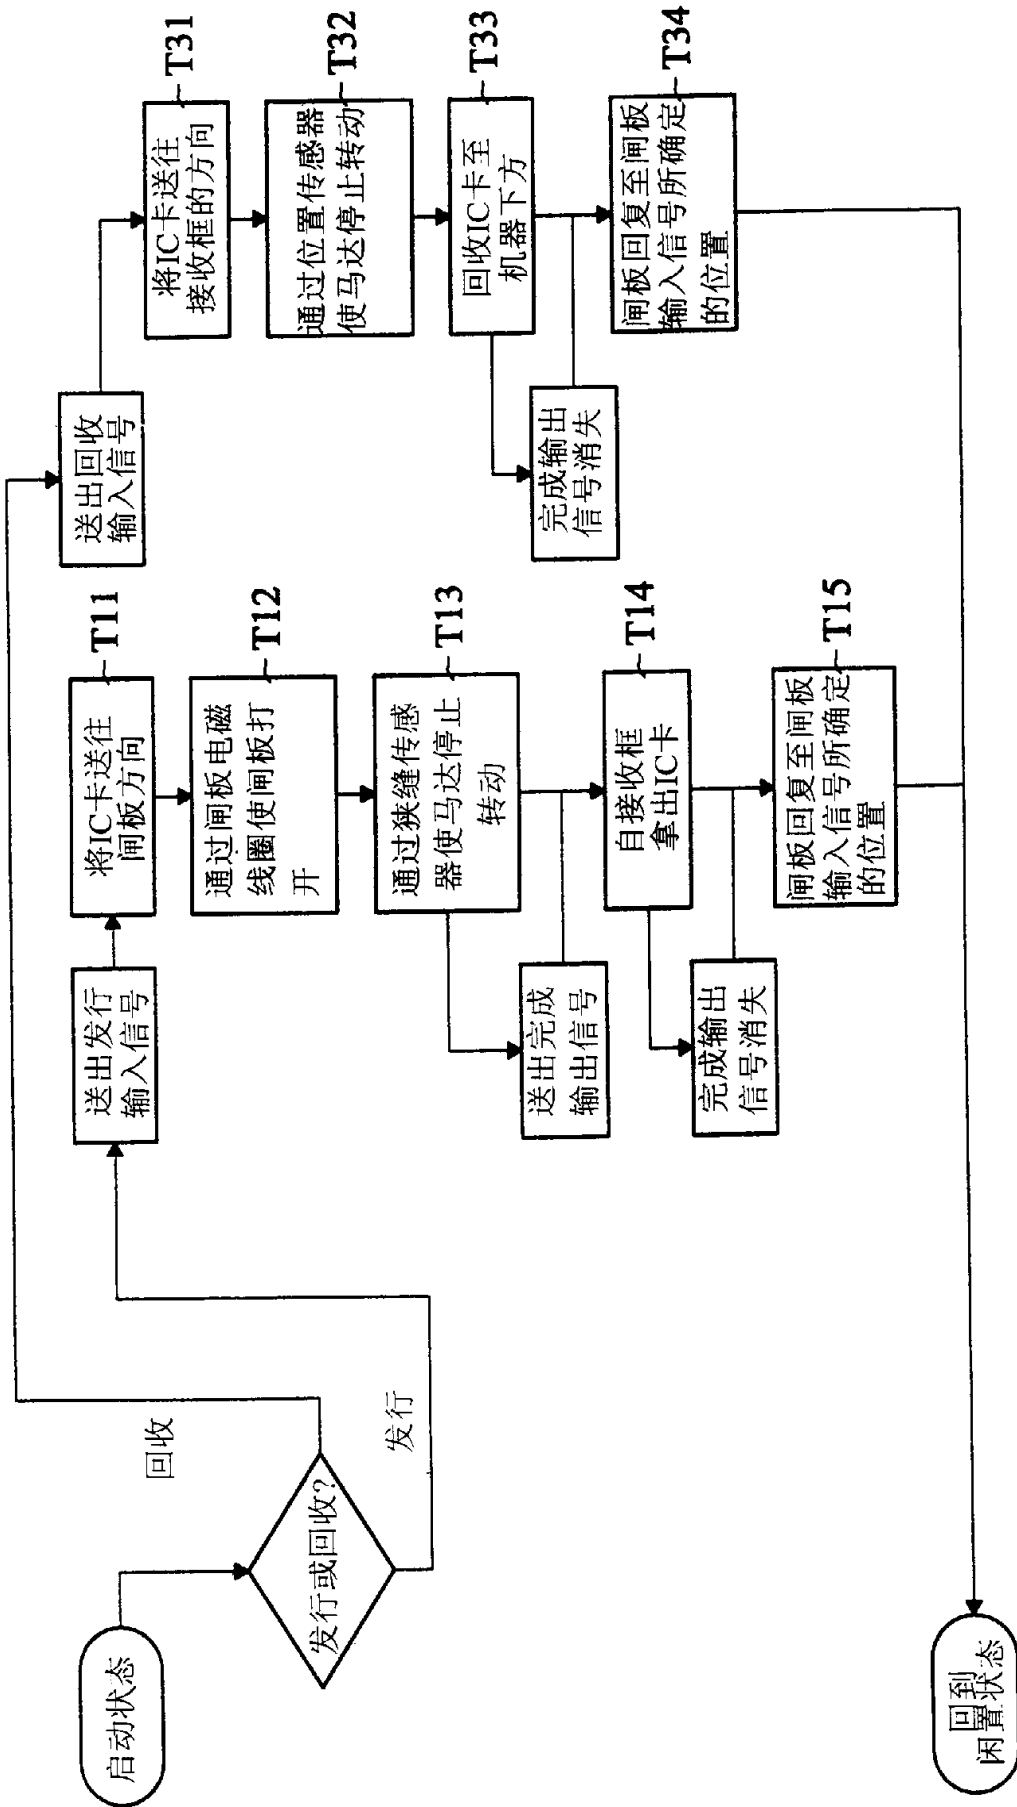 启动状态
发行或回收?
回收
发行
送出发行
输入信号
将IC卡送往
闸板方向
T11
通过闸板电磁
线圈使闸板打
开
T12
通过狭缝传感
器使马达停止
转动
T13
送出完成
输出信号
自接收框
拿出IC卡
T14
完成输出
信号消失
闸板回复至闸板
输入信号所确定
的位置
T15
送出回收
输入信号
将IC卡送往
接收框的方向
T31
通过位置传感器
使马达停止转动
T32
回收IC卡至
机器下方
T33
完成输出
信号消失
闸板回复至闸板
输入信号所确定
的位置
T34
回到
闲置状态